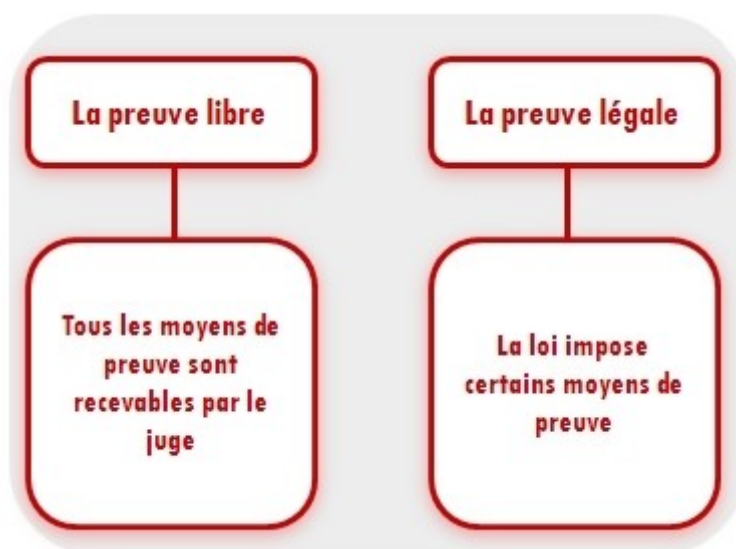 La preuve libre
La preuve légale
Tous les moyens de
preuve sont
recevables par le
juge
La loi impose
certains moyens de
preuve